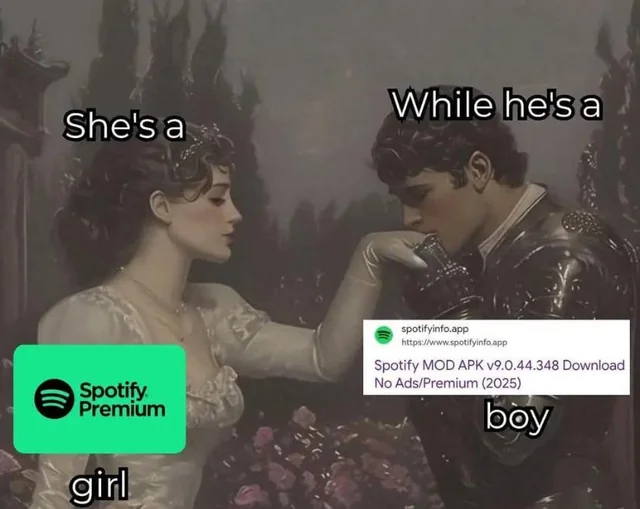 She's a
While he's a
Spotify
Premium
girl
spotifyinfo.app
https://www.spotifyinfo.app
Spotify MOD APK v9.0.44.348 Download
No Ads/Premium (2025)
boy